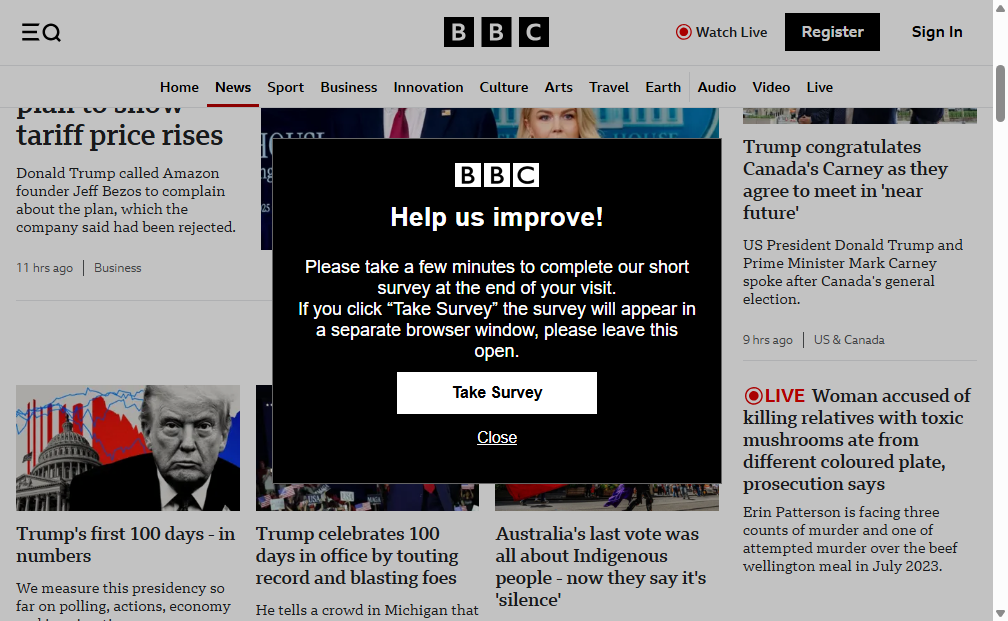 BBC
Watch Live
Register
Sign In
Home News Sport Business Innovation Culture Arts Travel Earth Audio Video Live
plan to show
tariff price rises
Donald Trump called Amazon
founder Jeff Bezos to complain
about the plan, which the
company said had been rejected.
11 hrs ago
Business
BBC
Help us improve!
Please take a few minutes to complete our short
survey at the end of your visit.
If you click “Take Survey” the survey will appear in
a separate browser window, please leave this
open.
Take Survey
Close
Trump congratulates
Canada's Carney as they
agree to meet in 'near
future'
US President Donald Trump and
Prime Minister Mark Carney
spoke after Canada's general
election.
9 hrs ago
US & Canada
LIVE Woman accused of
killing relatives with toxic
mushrooms ate from
different coloured plate,
prosecution says
Erin Patterson is facing three
counts of murder and one of
attempted murder over the beef
wellington meal in July 2023.
Trump's first 100 days - in
numbers
We measure this presidency so
far on polling, actions, economy
Trump celebrates 100
days in office by touting
record and blasting foes
He tells a crowd in Michigan that
Australia's last vote was
all about Indigenous
people - now they say it's
'silence'